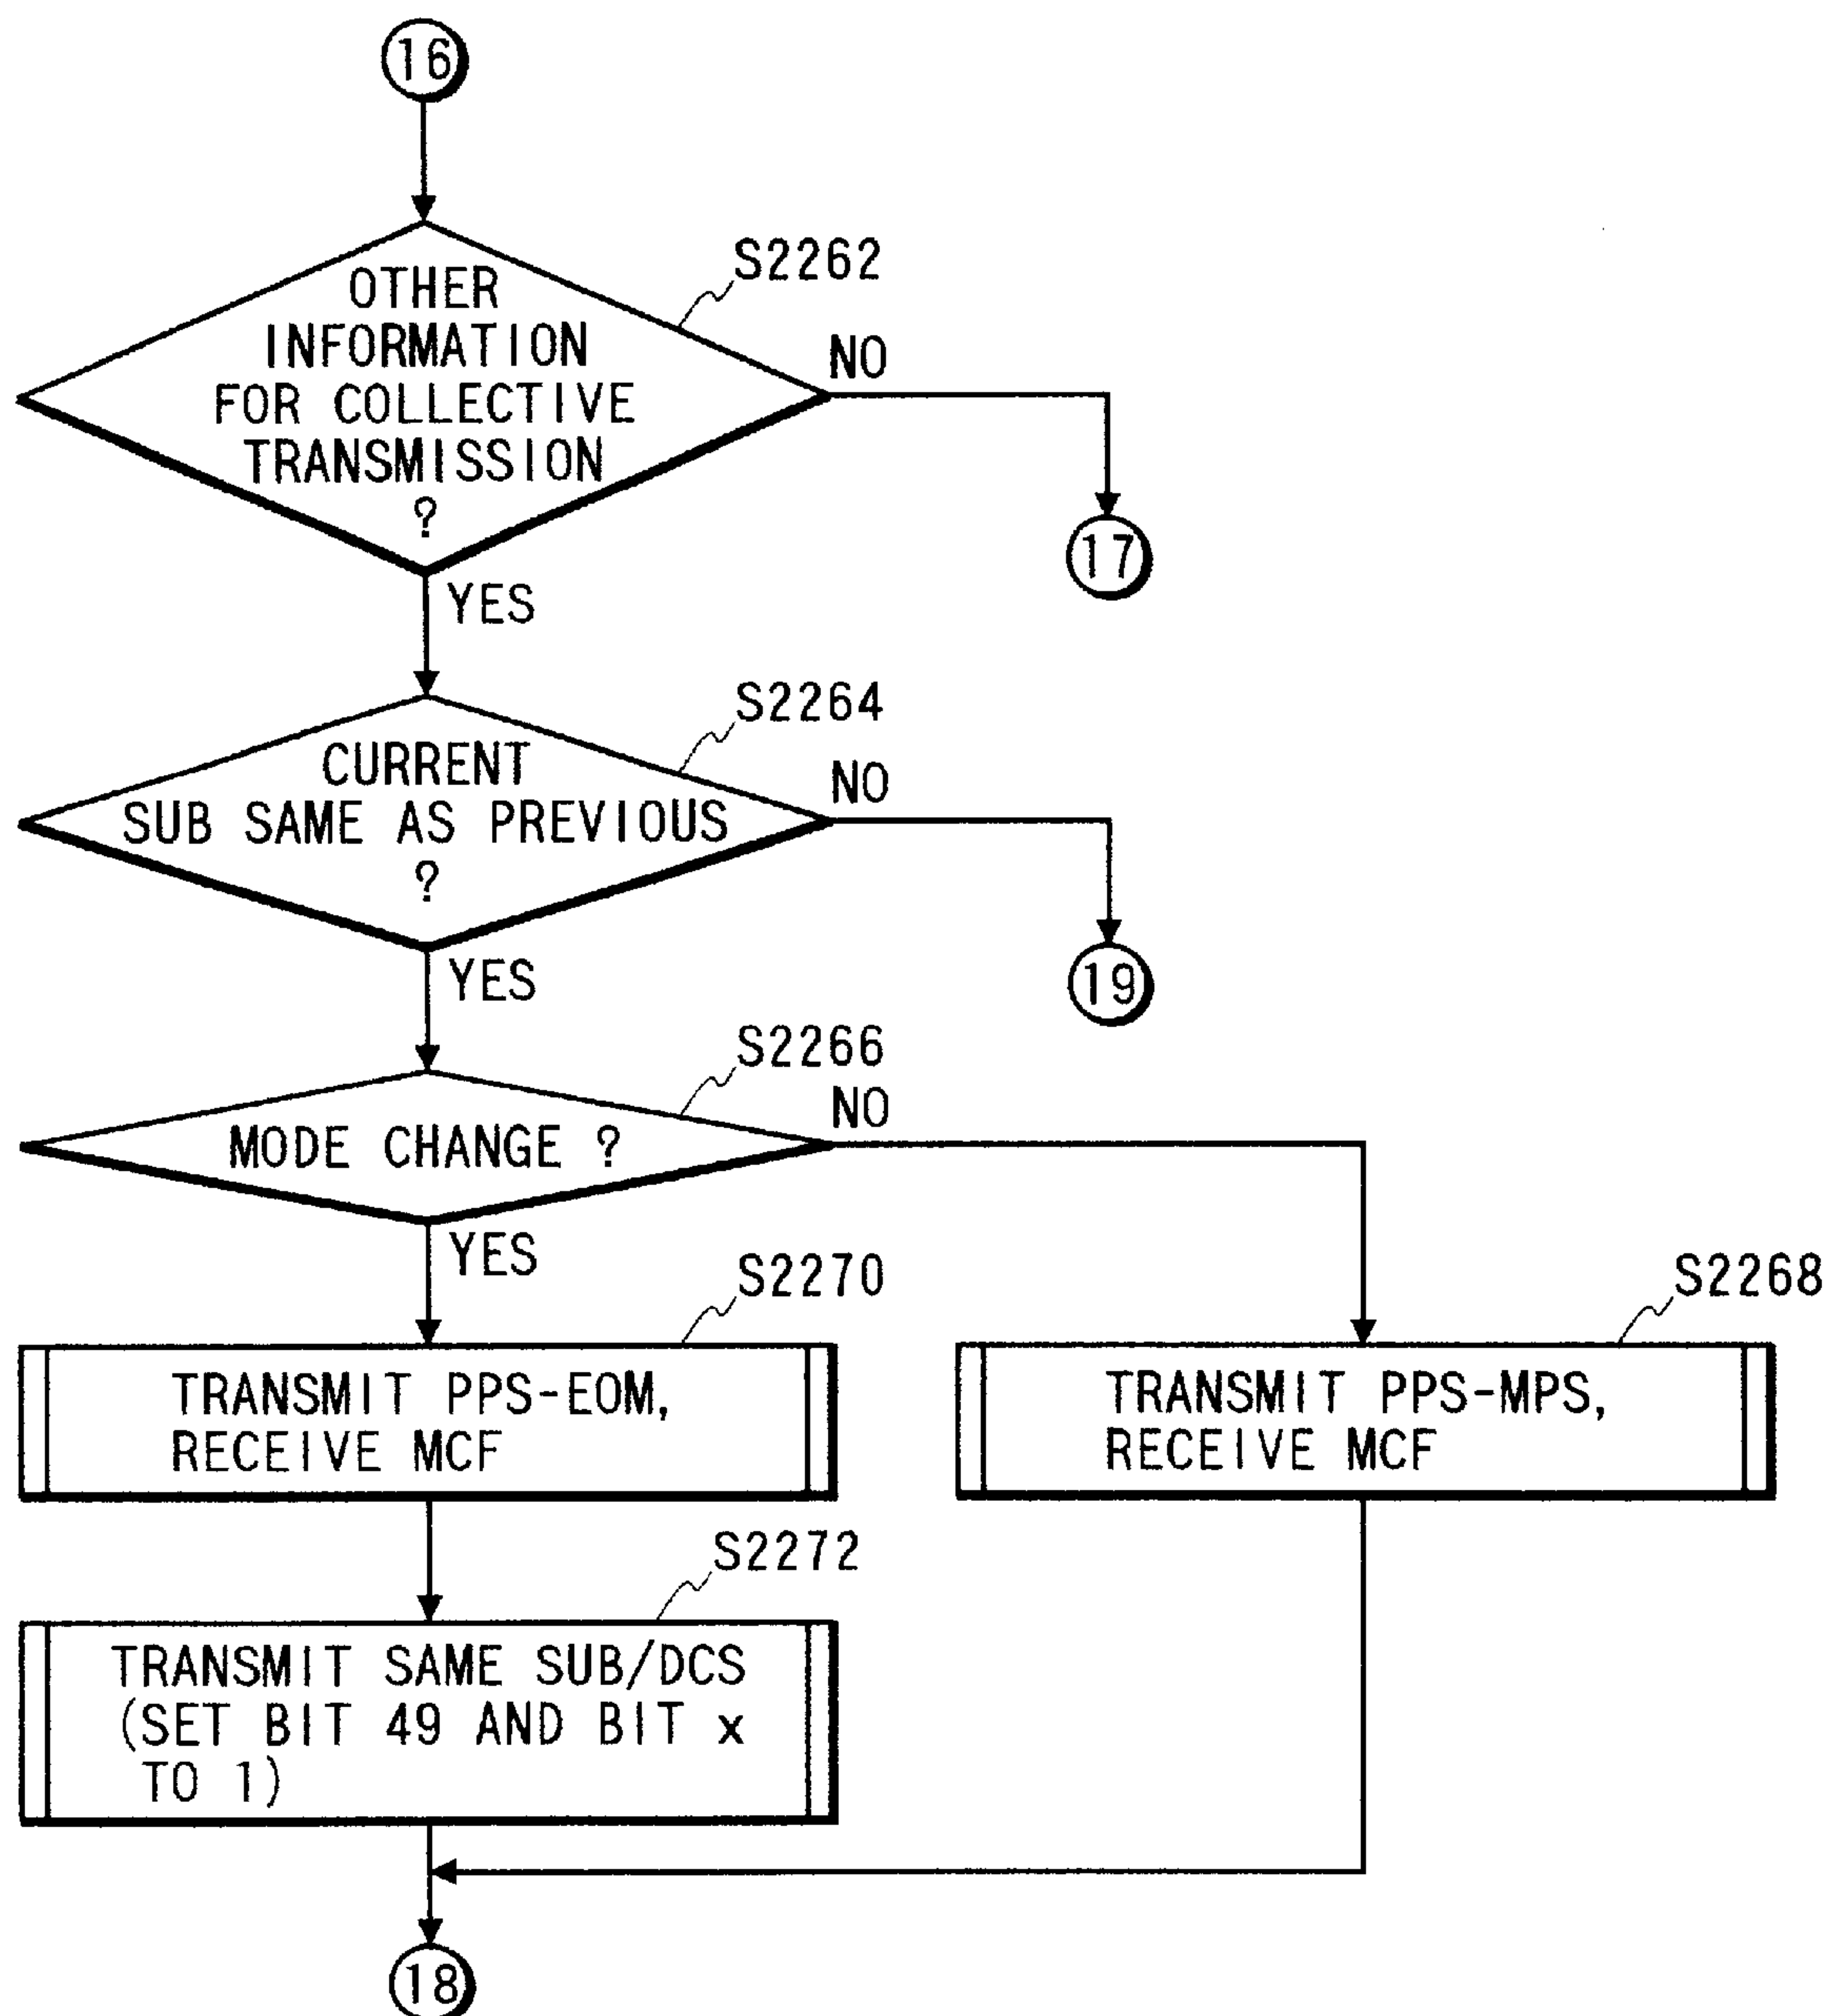 16
S2262
OTHER
INFORMATION
FOR COLLECTIVE
TRANSMISSION
?
NO
17
YES
S2264
CURRENT
SUB SAME AS PREVIOUS
?
NO
19
YES
S2266
MODE CHANGE ?
NO
YES
S2270
TRANSMIT PPS-EOM,
RECEIVE MCF
S2268
TRANSMIT PPS-MPS,
RECEIVE MCF
S2272
TRANSMIT SAME SUB/DCS
(SET BIT 49 AND BIT x
TO 1)
18